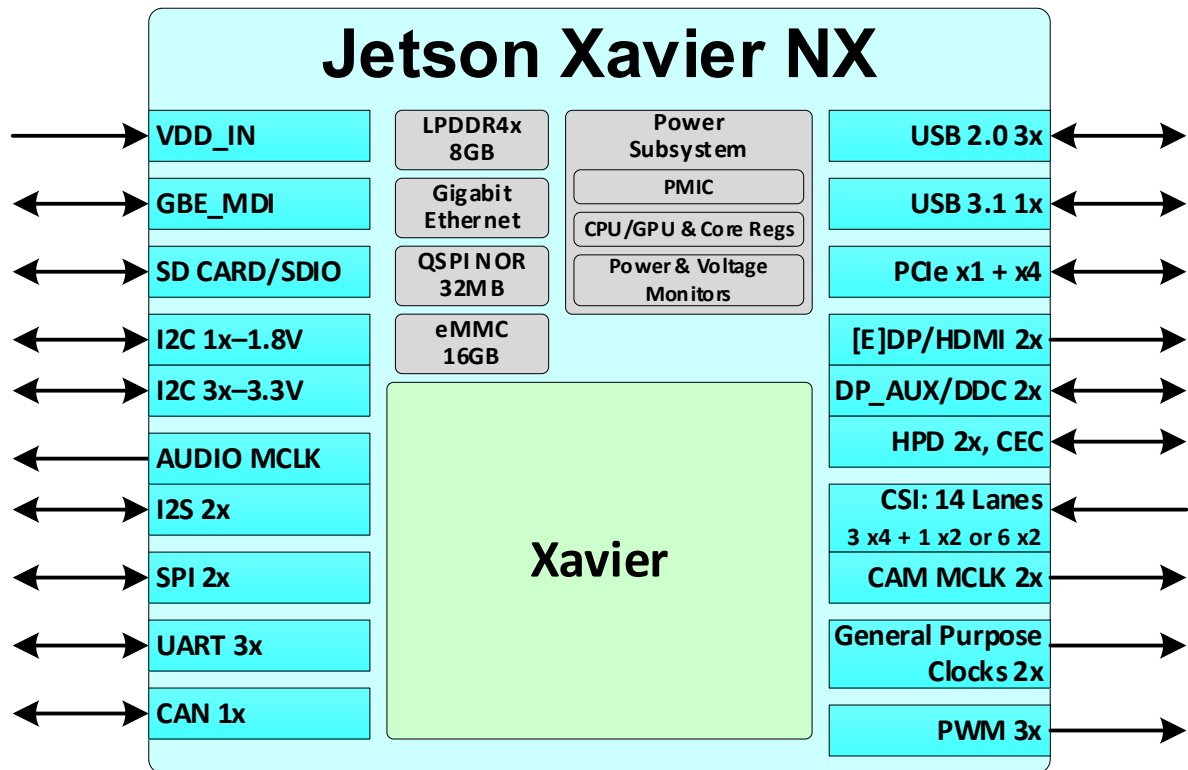 Jetson Xavier NX
VDD_IN
GBE_MDI
SD CARD/SDIO
I2C 1x–1.8V
I2C 3x–3.3V
AUDIO MCLK
I2S 2x
SPI 2x
UART 3x
CAN 1x
LPDDR4x
8GB
Gigabit
Ethernet
QSPI NOR
32MB
eMMC
16GB
Power
Subsystem
PMIC
CPU/GPU & Core Regs
Power & Voltage
Monitors
Xavier
USB 2.0 3x
USB 3.1 1x
PCIe x1 + x4
[E]DP/HDMI 2x
DP_AUX/DDC 2x
HPD 2x, CEC
CSI: 14 Lanes
3 x4 + 1 x2 or 6 x2
CAM MCLK 2x
General Purpose
Clocks 2x
PWM 3x